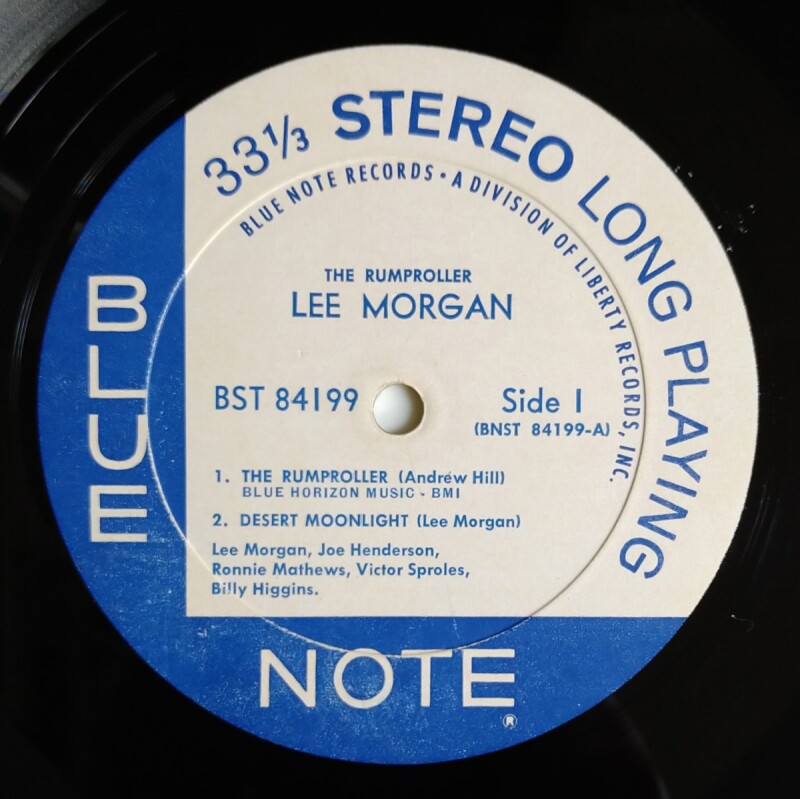 33⅓ STEREO LONG PLAYING
BLUE NOTE RECORDS · A DIVISION OF LIBERTY RECORDS, INC.
THE RUMPROLLER
LEE MORGAN
BST 84199
Side I
(BNST 84199-A)
1. THE RUMPROLLER (Andrew Hill)
BLUE HORIZON MUSIC - BMI
2. DESERT MOONLIGHT (Lee Morgan)
Lee Morgan, Joe Henderson,
Ronnie Mathews, Victor Sproles,
Billy Higgins.
BLUE
NOTE
®